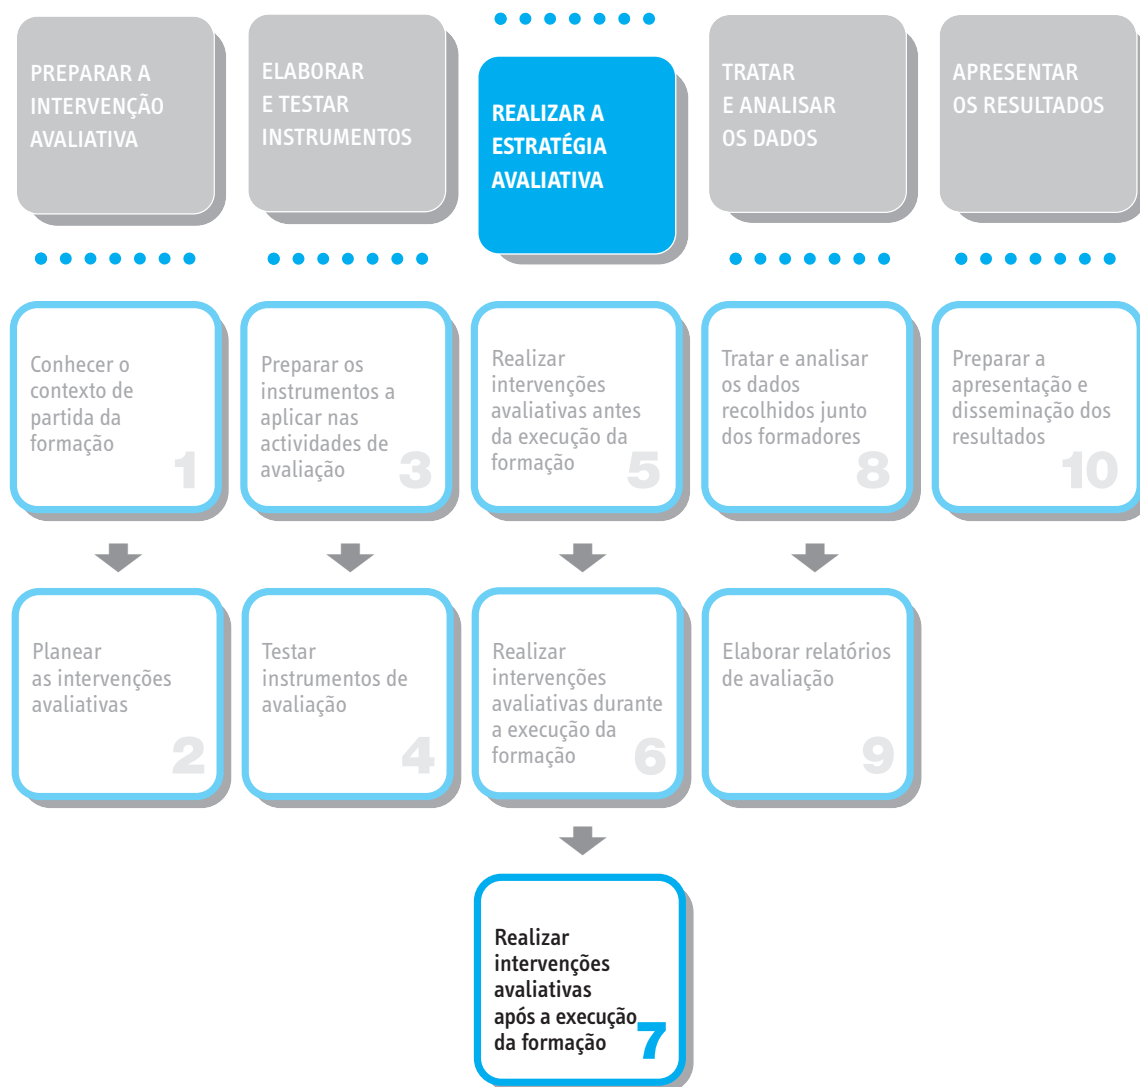 PREPARAR A
INTERVENÇÃO
AVALIATIVA
ELABORAR
E TESTAR
INSTRUMENTOS
REALIZAR A
ESTRATÉGIA
AVALIATIVA
TRATAR
E ANALISAR
OS DADOS
APRESENTAR
OS RESULTADOS
Conhecer o
contexto de
partida da
formação
1
Preparar os
instrumentos a
aplicar nas
actividades de
avaliação
3
Realizar
intervenções
avaliativas antes
da execução da
formação
5
Tratar e analisar
os dados
recolhidos junto
dos formadores
8
Preparar a
apresentação e
disseminação dos
resultados
10
Planear
as intervenções
avaliativas
2
Testar
instrumentos de
avaliação
4
Realizar
intervenções
avaliativas durante
a execução da
formação
6
Elaborar relatórios
de avaliação
9
Realizar
intervenções
avaliativas
após a execução
da formação
7